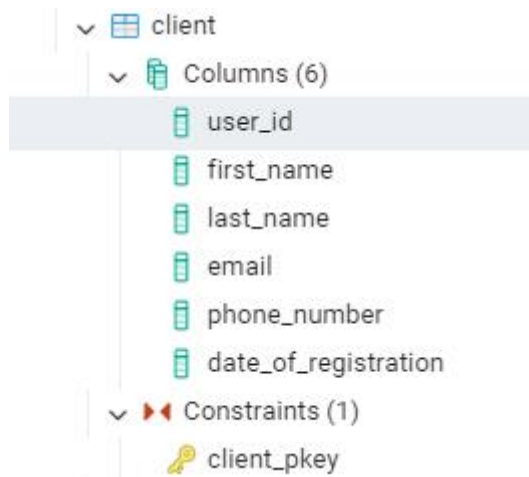 client
Columns (6)
user_id
first_name
last_name
email
phone_number
date_of_registration
Constraints (1)
client_pkey